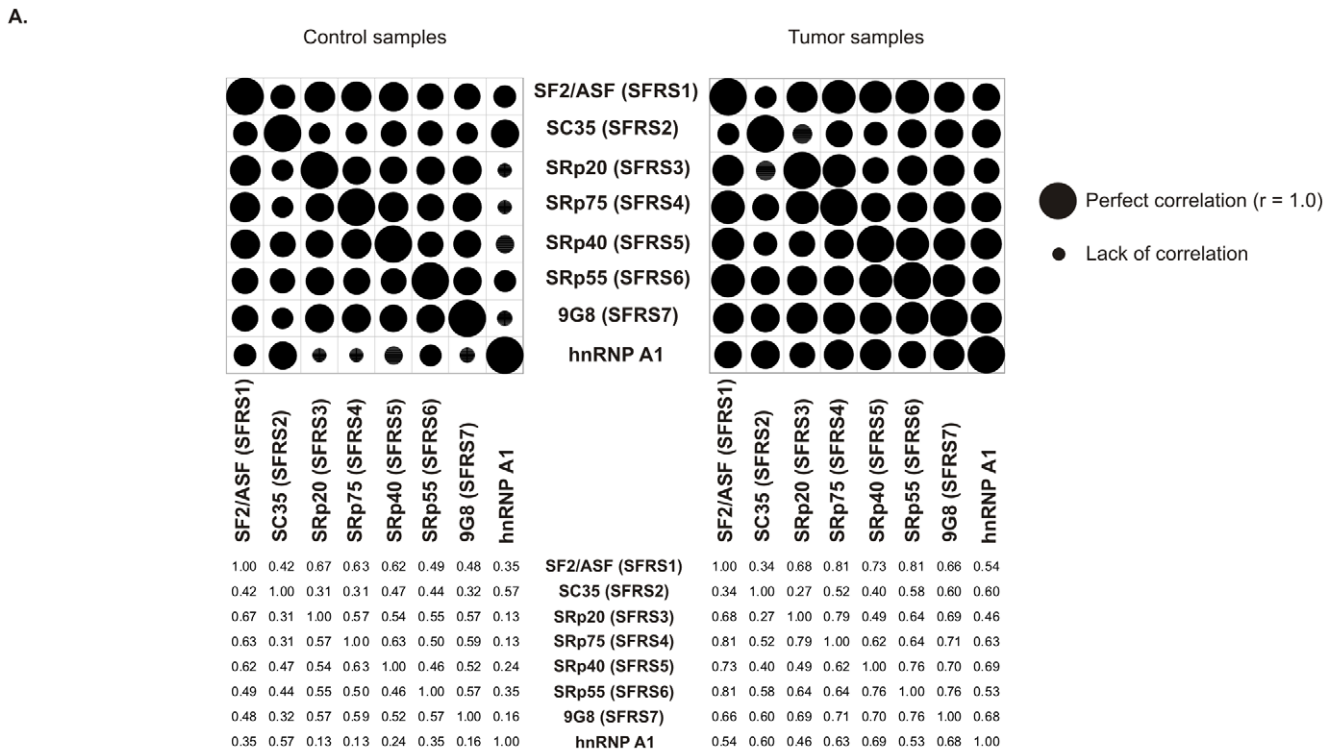 A.
Control samples
Tumor samples
SF2/ASF (SFRS1)
SC35 (SFRS2)
SRp20 (SFRS3)
SRp75 (SFRS4)
SRp40 (SFRS5)
SRp55 (SFRS6)
9G8 (SFRS7)
hnRNP A1
Perfect correlation (r = 1.0)
Lack of correlation
SF2/ASF (SFRS1)
SC35 (SFRS2)
SRp20 (SFRS3)
SRp75 (SFRS4)
SRp40 (SFRS5)
SRp55 (SFRS6)
9G8 (SFRS7)
hnRNP A1
SF2/ASF (SFRS1)
SC35 (SFRS2)
SRp20 (SFRS3)
SRp75 (SFRS4)
SRp40 (SFRS5)
SRp55 (SFRS6)
9G8 (SFRS7)
hnRNP A1
1.00 0.42 0.67 0.63 0.62 0.49 0.48 0.35 SF2/ASF (SFRS1) 1.00 0.34 0.68 0.81 0.73 0.81 0.66 0.54
0.42 1.00 0.31 0.31 0.47 0.44 0.32 0.57 SC35 (SFRS2) 0.34 1.00 0.27 0.52 0.40 0.58 0.60 0.60
0.67 0.31 1.00 0.57 0.54 0.55 0.57 0.13 SRp20 (SFRS3) 0.68 0.27 1.00 0.79 0.49 0.64 0.69 0.46
0.63 0.31 0.57 1.00 0.63 0.50 0.59 0.13 SRp75 (SFRS4) 0.81 0.52 0.79 1.00 0.62 0.64 0.71 0.63
0.62 0.47 0.54 0.63 1.00 0.46 0.52 0.24 SRp40 (SFRS5) 0.73 0.40 0.49 0.62 1.00 0.76 0.70 0.69
0.49 0.44 0.55 0.50 0.46 1.00 0.57 0.35 SRp55 (SFRS6) 0.81 0.58 0.64 0.64 0.76 1.00 0.76 0.53
0.48 0.32 0.57 0.59 0.52 0.57 1.00 0.16 9G8 (SFRS7) 0.66 0.60 0.69 0.71 0.70 0.76 1.00 0.68
0.35 0.57 0.13 0.13 0.24 0.35 0.16 1.00 hnRNP A1 0.54 0.60 0.46 0.63 0.69 0.53 0.68 1.00